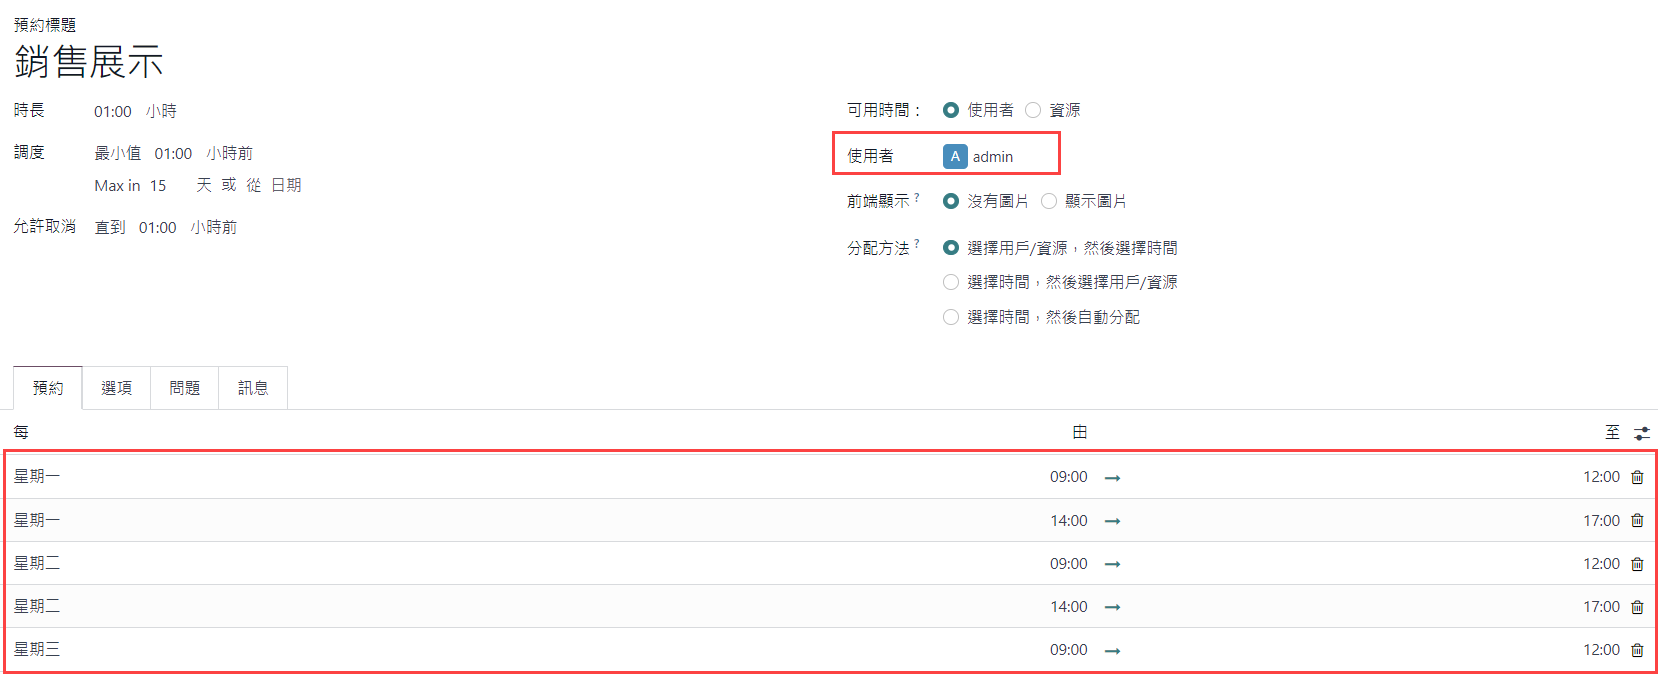 預約標題
銷售展示
時長 01:00 小時
調度 最小值 01:00 小時前
Max in 15 天 或 從 日期
允許取消 直到 01:00 小時前
可用時間： 使用者 資源
使用者 A admin
前端顯示 ? 沒有圖片 顯示圖片
分配方法 ? 選擇用戶/資源，然後選擇時間
選擇時間，然後選擇用戶/資源
選擇時間，然後自動分配
預約 選項 問題 訊息
每 由 至
星期一 09:00 → 12:00
星期一 14:00 → 17:00
星期二 09:00 → 12:00
星期二 14:00 → 17:00
星期三 09:00 → 12:00